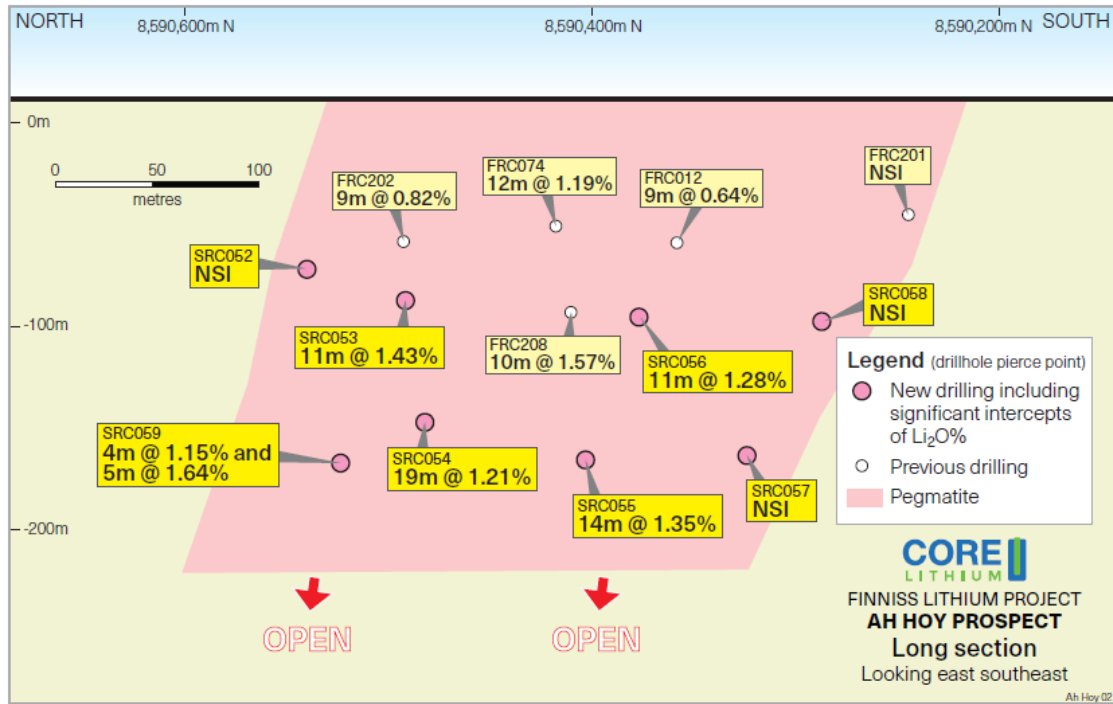 NORTH
8,590,600m N
8,590,400m N
8,590,200m N
SOUTH
0m
0 50 100
metres
FRC202
9m @ 0.82%
FRC074
12m @ 1.19%
FRC012
9m @ 0.64%
FRC201
NSI
SRC052
NSI
-100m
SRC053
11m @ 1.43%
FRC208
10m @ 1.57%
SRC056
11m @ 1.28%
SRC058
NSI
SRC059
4m @ 1.15% and
5m @ 1.64%
SRC054
19m @ 1.21%
SRC055
14m @ 1.35%
SRC057
NSI
-200m
OPEN
OPEN
Legend (drillhole pierce point)
New drilling including
significant intercepts
of Li₂O%
Previous drilling
Pegmatite
CORE
LITHIUM
FINNISS LITHIUM PROJECT
AH HOY PROSPECT
Long section
Looking east southeast
Ah Hoy 02